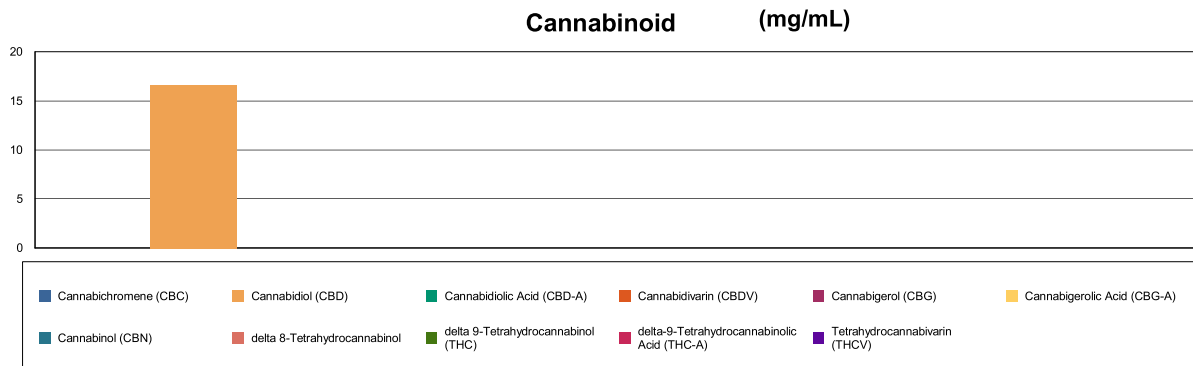 Cannabinoid (mg/mL)
20
15
10
5
0
Cannabichromene (CBC)
Cannabidiol (CBD)
Cannabidiolic Acid (CBD-A)
Cannabidivarin (CBDV)
Cannabigerol (CBG)
Cannabigerolic Acid (CBG-A)
Cannabinol (CBN)
delta 8-Tetrahydrocannabinol
delta 9-Tetrahydrocannabinol
(THC)
delta-9-Tetrahydrocannabinolic
Acid (THC-A)
Tetrahydrocannabivarin
(THCV)